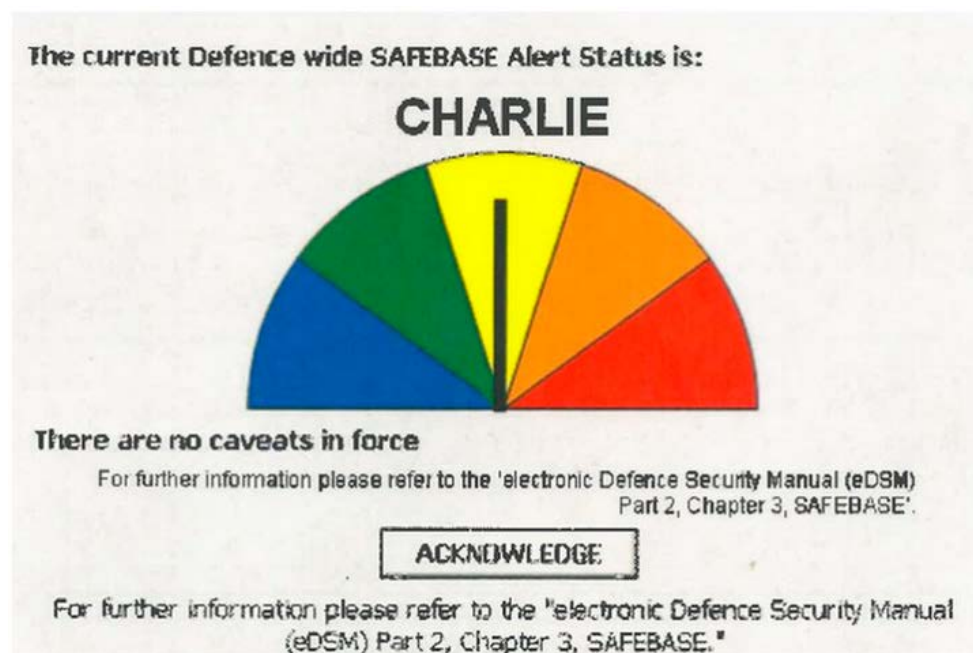 The current Defence wide SAFEBASE Alert Status is:
CHARLIE
There are no caveats in force
For further information please refer to the 'electronic Defence Security Manual (eDSM)
Part 2, Chapter 3, SAFEBASE'.
ACKNOWLEDGE
For further information please refer to the "electronic Defence Security Manual
(eDSM) Part 2, Chapter 3, SAFEBASE."